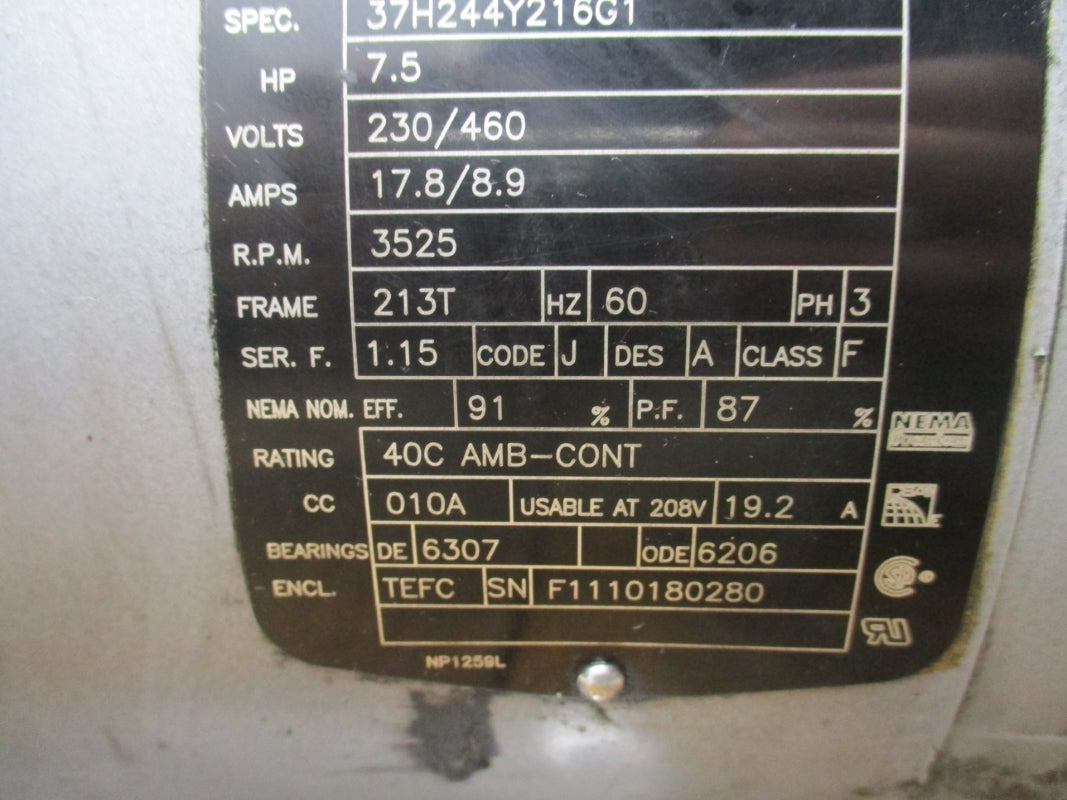 SPEC. 37H244Y216G1
HP 7.5
VOLTS 230/460
AMPS 17.8/8.9
R.P.M. 3525
FRAME 213T HZ 60 PH 3
SER. F. 1.15 CODE J DES A CLASS F
NEMA NOM. EFF. 91 % P.F. 87 %
NEMA
RATING 40C AMB-CONT
CC 010A USABLE AT 208V 19.2 A
BEARINGS DE 6307 ODE 6206
ENCL. TEFC SN F1110180280
NP1259L